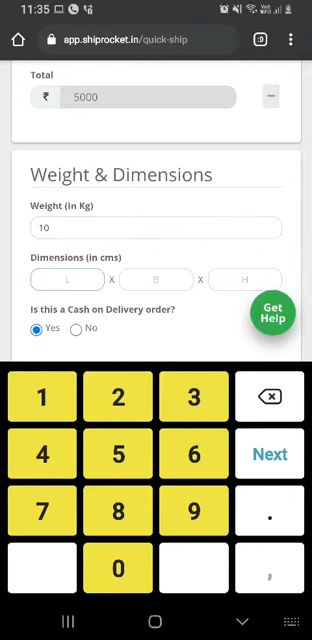 11:35
app.shiprocket.in/quick-ship
:D
Total
₹ 5000
Weight & Dimensions
Weight (in Kg)
10
Dimensions (in cms)
L X B X H
Is this a Cash on Delivery order?
Yes No
Get
Help
1 2 3
4 5 6 Next
7 8 9 .
0 ,